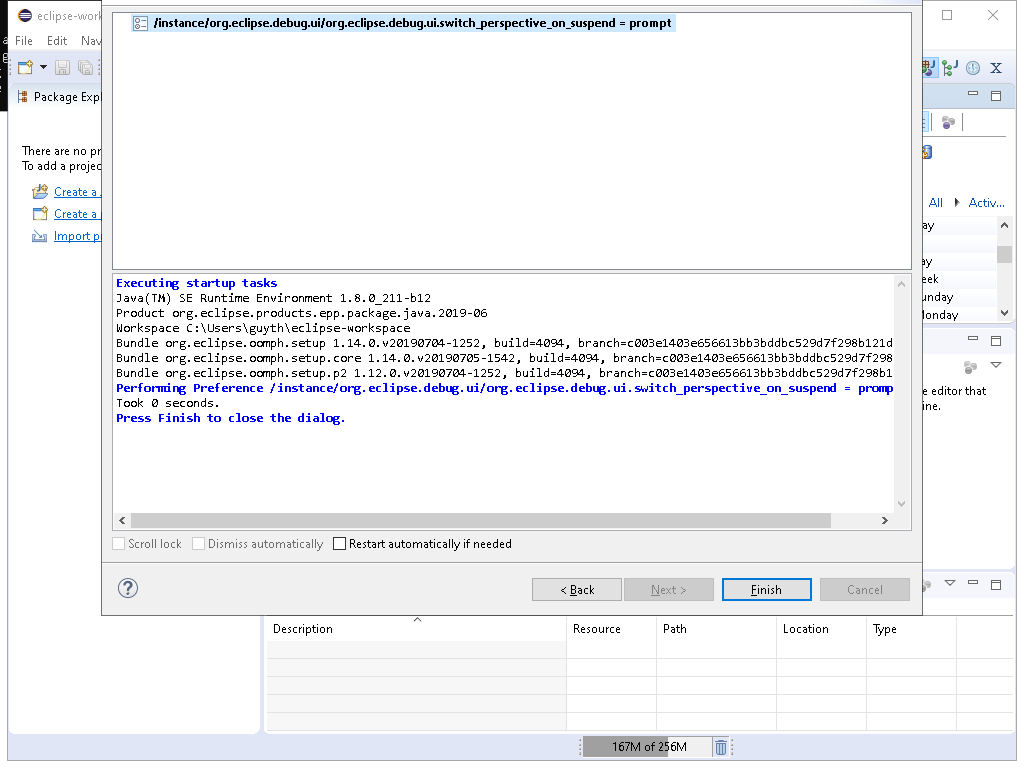 eclipse-work
/instance/org.eclipse.debug.ui/org.eclipse.debug.ui.switch_perspective_on_suspend = prompt
File Edit Nav
Package Expl
There are no pr
To add a projec
Create a
Create a
Import p
All Activ...
ay
ay
eek
unday
Monday
e editor that
ine.
Executing startup tasks
Java(TM) SE Runtime Environment 1.8.0_211-b12
Product org.eclipse.products.epp.package.java.2019-06
Workspace C:\Users\guyth\eclipse-workspace
Bundle org.eclipse.oomph.setup 1.14.0.v20190704-1252, build=4094, branch=c003e1403e656613bb3bddbc529d7f298b121d
Bundle org.eclipse.oomph.setup.core 1.14.0.v20190705-1542, build=4094, branch=c003e1403e656613bb3bddbc529d7f298
Bundle org.eclipse.oomph.setup.p2 1.12.0.v20190704-1252, build=4094, branch=c003e1403e656613bb3bddbc529d7f298b1
Performing Preference /instance/org.eclipse.debug.ui/org.eclipse.debug.ui.switch_perspective_on_suspend = promp
Took 0 seconds.
Press Finish to close the dialog.
Scroll lock Dismiss automatically Restart automatically if needed
< Back Next > Finish Cancel
Description Resource Path Location Type
167M of 256M